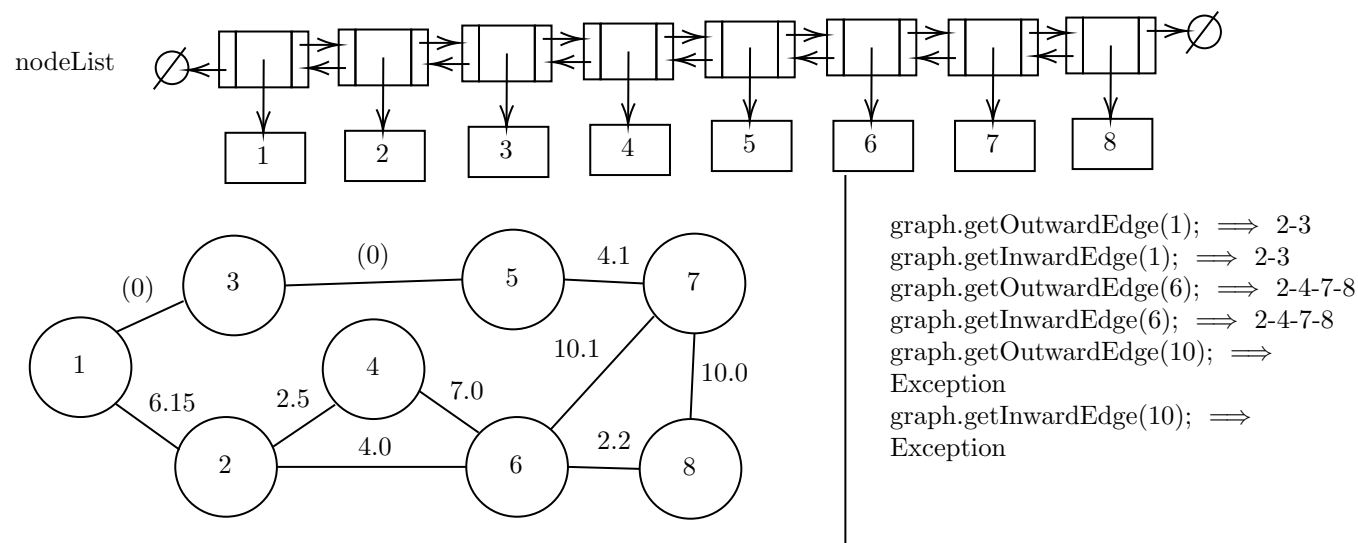 nodeList
1 2 3 4 5 6 7 8
(0)
(0)
4.1
3
5
7
1
4
10.1
10.0
6.15
2.5
7.0
4.0
2.2
2
6
8
graph.getOutwardEdge(1); ⟹ 2-3
graph.getInwardEdge(1); ⟹ 2-3
graph.getOutwardEdge(6); ⟹ 2-4-7-8
graph.getInwardEdge(6); ⟹ 2-4-7-8
graph.getOutwardEdge(10); ⟹
Exception
graph.getInwardEdge(10); ⟹
Exception